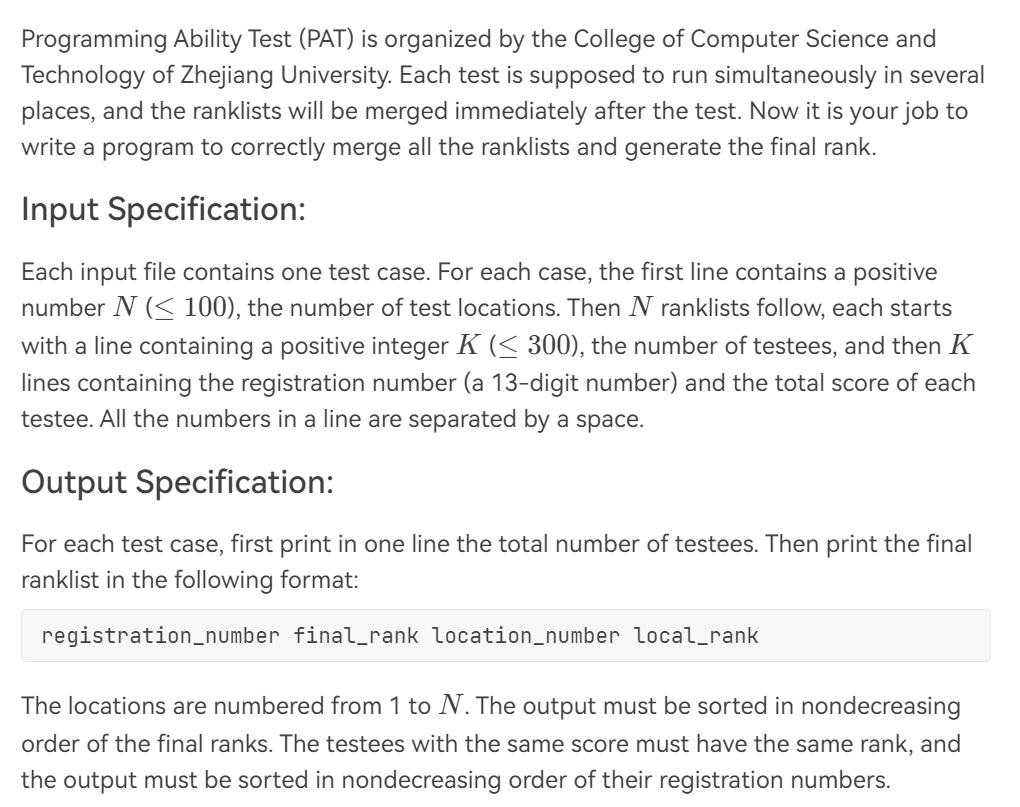 Programming Ability Test (PAT) is organized by the College of Computer Science and
Technology of Zhejiang University. Each test is supposed to run simultaneously in several
places, and the ranklists will be merged immediately after the test. Now it is your job to
write a program to correctly merge all the ranklists and generate the final rank.
Input Specification:
Each input file contains one test case. For each case, the first line contains a positive
number N (≤ 100), the number of test locations. Then N ranklists follow, each starts
with a line containing a positive integer K (≤ 300), the number of testees, and then K
lines containing the registration number (a 13-digit number) and the total score of each
testee. All the numbers in a line are separated by a space.
Output Specification:
For each test case, first print in one line the total number of testees. Then print the final
ranklist in the following format:
registration_number final_rank location_number local_rank
The locations are numbered from 1 to N. The output must be sorted in nondecreasing
order of the final ranks. The testees with the same score must have the same rank, and
the output must be sorted in nondecreasing order of their registration numbers.